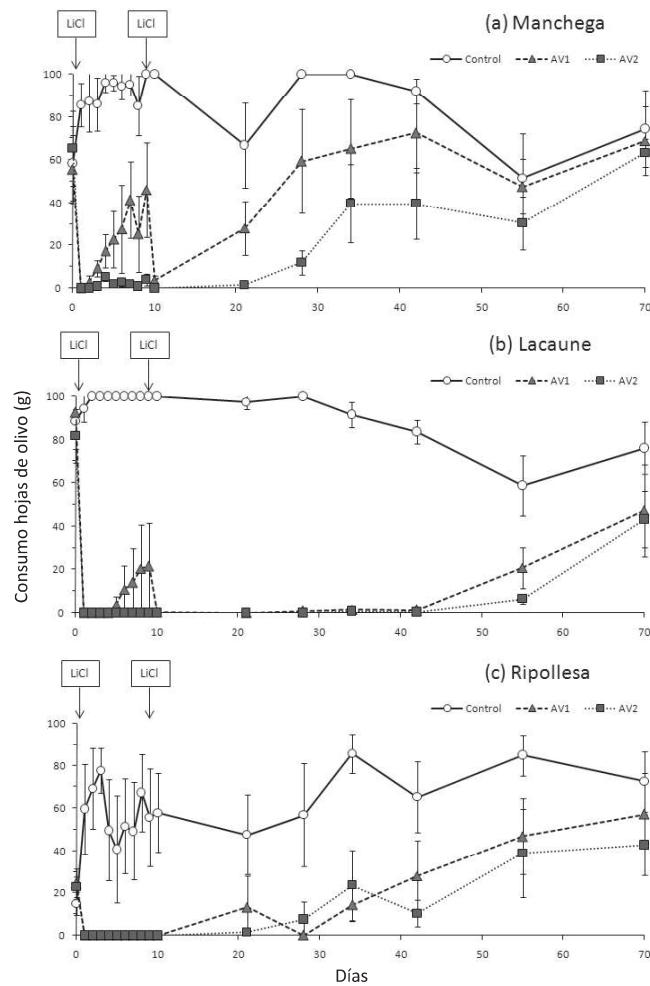 LiCl LiCl
(a) Manchega
Control AV1 AV2
100
80
60
40
20
0
0 10 20 30 40 50 60 70
LiCl LiCl
(b) Lacaune
Control AV1 AV2
100
80
60
40
20
0
0 10 20 30 40 50 60 70
Consumo hojas de olivo (g)
LiCl LiCl
(c) Ripollesa
Control AV1 AV2
100
80
60
40
20
0
0 10 20 30 40 50 60 70
Días